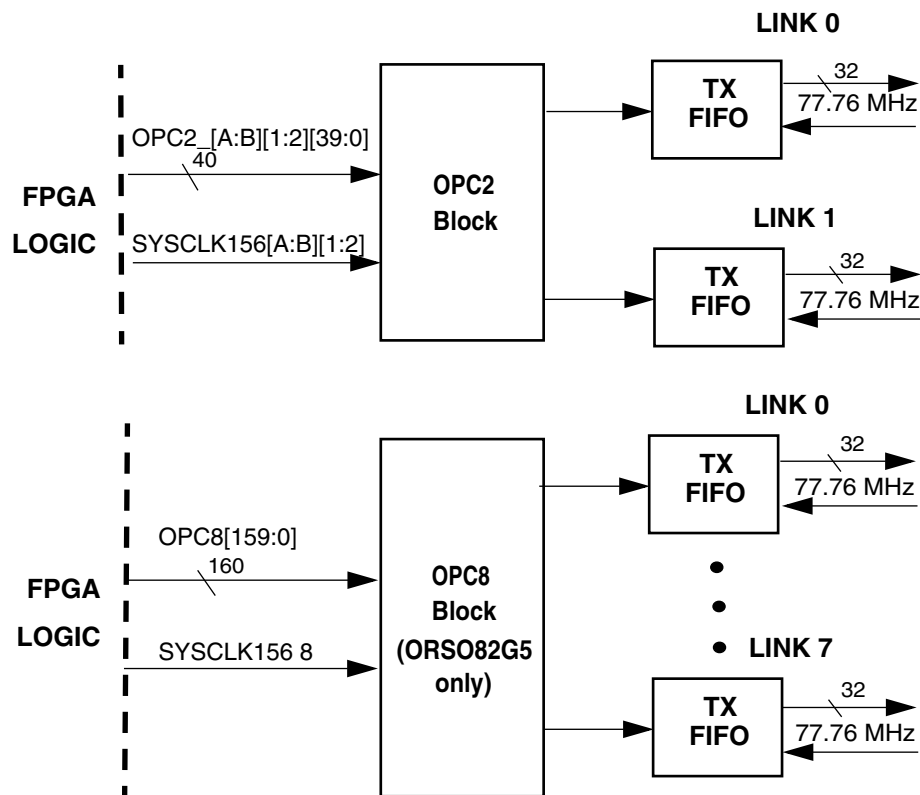 LINK 0
OPC2_[A:B][1:2][39:0]
40
FPGA
LOGIC
SYSCLK156[A:B][1:2]
OPC2
Block
TX
FIFO
32
77.76 MHz
LINK 1
TX
FIFO
32
77.76 MHz
LINK 0
OPC8[159:0]
160
FPGA
LOGIC
SYSCLK156 8
OPC8
Block
(ORSO82G5
only)
TX
FIFO
32
77.76 MHz
LINK 7
TX
FIFO
32
77.76 MHz